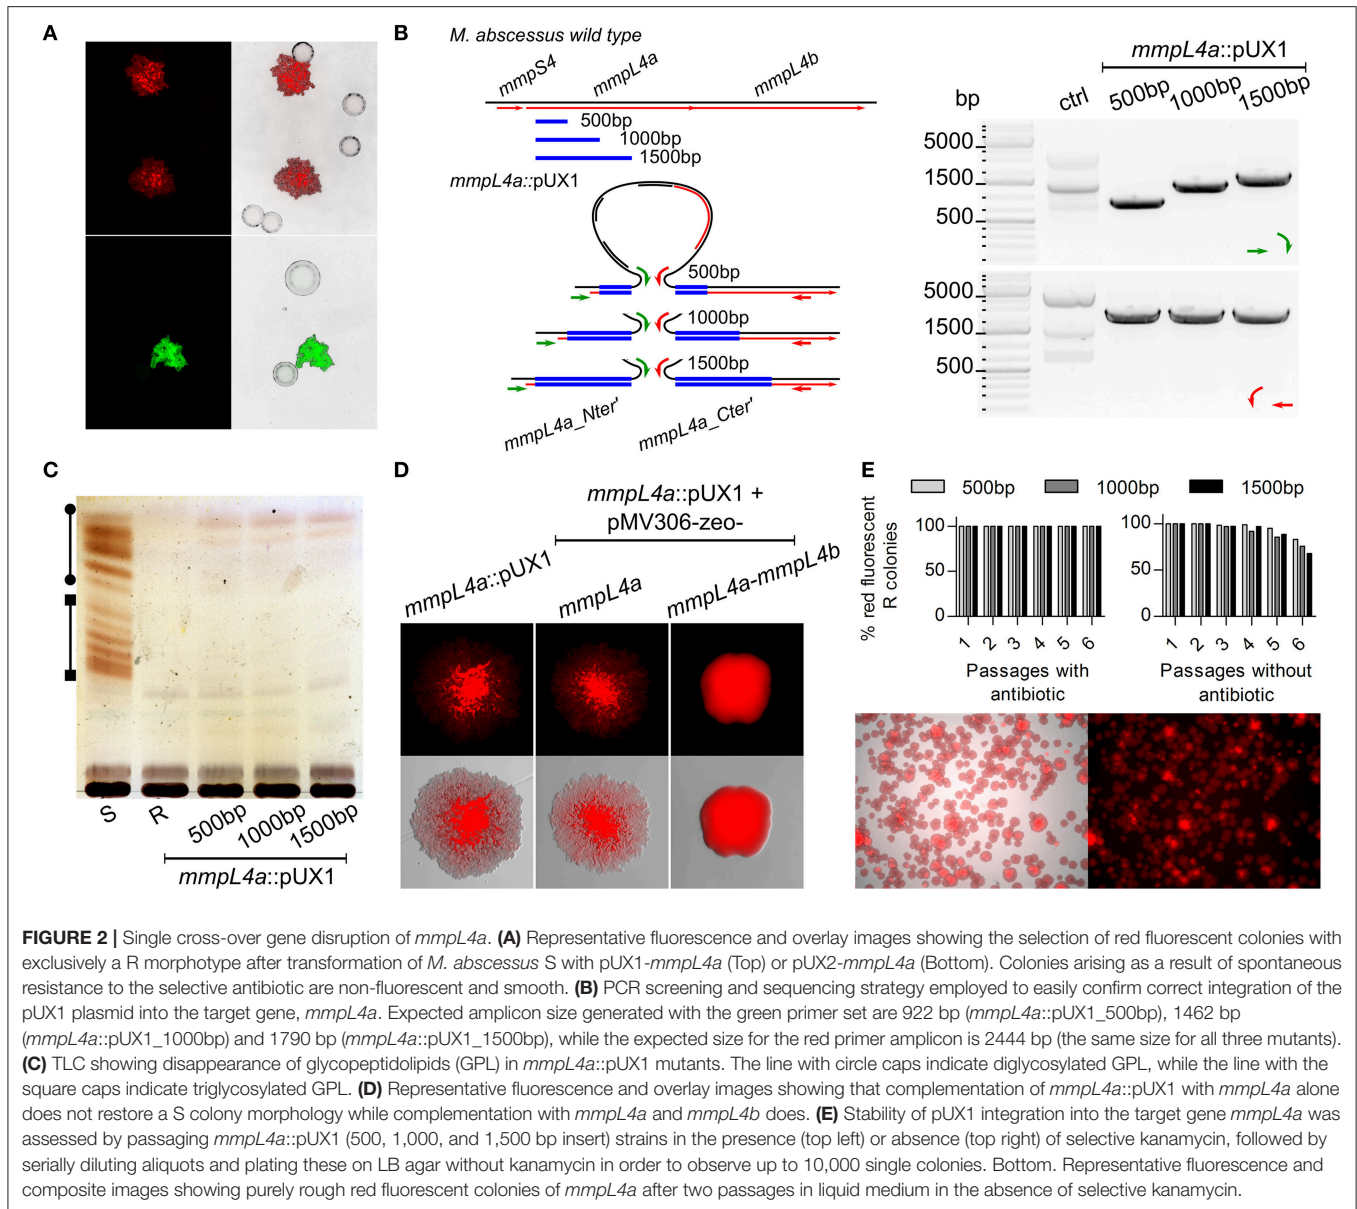 A
B
M. abscessus wild type
mmpS4
mmpL4a
mmpL4b
500bp
1000bp
1500bp
mmpL4a::pUX1
500bp
1000bp
1500bp
mmpL4a_Nter'
mmpL4a_Cter'
mmpL4a::pUX1
bp
ctrl
500bp
1000bp
1500bp
5000
1500
500
5000
1500
500
C
S
R
500bp
1000bp
1500bp
mmpL4a::pUX1
D
mmpL4a::pUX1 +
pMV306-zeo-
mmpL4a::pUX1
mmpL4a
mmpL4a-mmpL4b
E
500bp
1000bp
1500bp
% red fluorescent
R colonies
100
50
0
1 2 3 4 5 6
Passages with
antibiotic
100
50
0
1 2 3 4 5 6
Passages without
antibiotic
FIGURE 2 | Single cross-over gene disruption of mmpL4a. (A) Representative fluorescence and overlay images showing the selection of red fluorescent colonies with
exclusively a R morphotype after transformation of M. abscessus S with pUX1-mmpL4a (Top) or pUX2-mmpL4a (Bottom). Colonies arising as a result of spontaneous
resistance to the selective antibiotic are non-fluorescent and smooth. (B) PCR screening and sequencing strategy employed to easily confirm correct integration of the
pUX1 plasmid into the target gene, mmpL4a. Expected amplicon size generated with the green primer set are 922 bp (mmpL4a::pUX1_500bp), 1462 bp
(mmpL4a::pUX1_1000bp) and 1790 bp (mmpL4a::pUX1_1500bp), while the expected size for the red primer amplicon is 2444 bp (the same size for all three mutants).
(C) TLC showing disappearance of glycopeptidolipids (GPL) in mmpL4a::pUX1 mutants. The line with circle caps indicate diglycosylated GPL, while the line with the
square caps indicate triglycosylated GPL. (D) Representative fluorescence and overlay images showing that complementation of mmpL4a::pUX1 with mmpL4a alone
does not restore a S colony morphology while complementation with mmpL4a and mmpL4b does. (E) Stability of pUX1 integration into the target gene mmpL4a was
assessed by passaging mmpL4a::pUX1 (500, 1,000, and 1,500 bp insert) strains in the presence (top left) or absence (top right) of selective kanamycin, followed by
serially diluting aliquots and plating these on LB agar without kanamycin in order to observe up to 10,000 single colonies. Bottom. Representative fluorescence and
composite images showing purely rough red fluorescent colonies of mmpL4a after two passages in liquid medium in the absence of selective kanamycin.